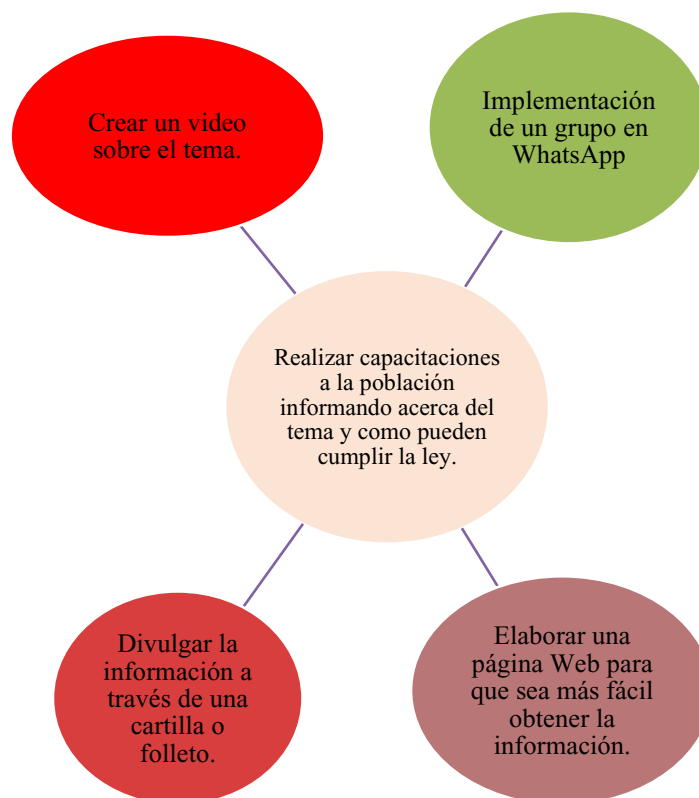 Crear un video
sobre el tema.
Implementación
de un grupo en
WhatsApp
Realizar capacitaciones
a la población
informando acerca del
tema y como pueden
cumplir la ley.
Divulgar la
información a
través de una
cartilla o
folleto.
Elaborar una
página Web para
que sea más fácil
obtener la
información.